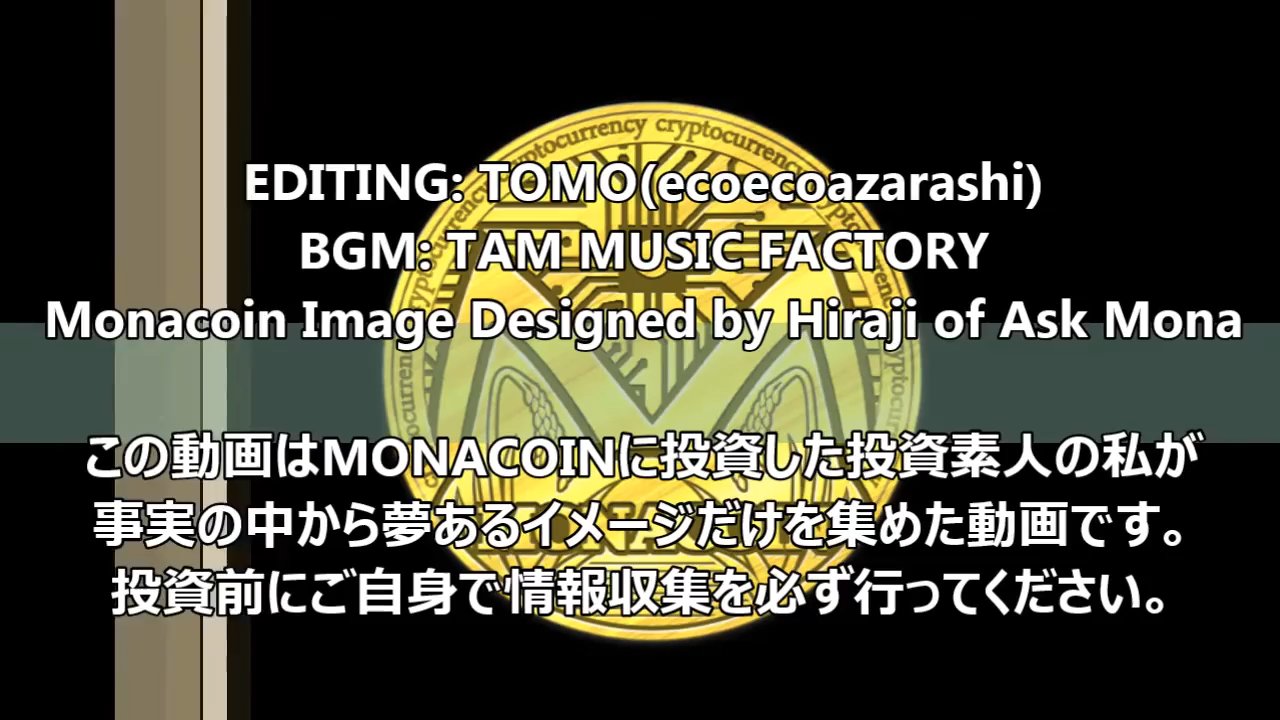 EDITING: TOMO(ecoecoazarashi)
BGM: TAM MUSIC FACTORY
Monacoin Image Designed by Hiraji of Ask Mona
この動画はMONACOINに投資した投資素人の私が
事実の中から夢あるイメージだけを集めた動画です。
投資前にご自身で情報収集を必ず行ってください。
cryptocurrency cryptocurrency cryptocurrency
MONACOIN